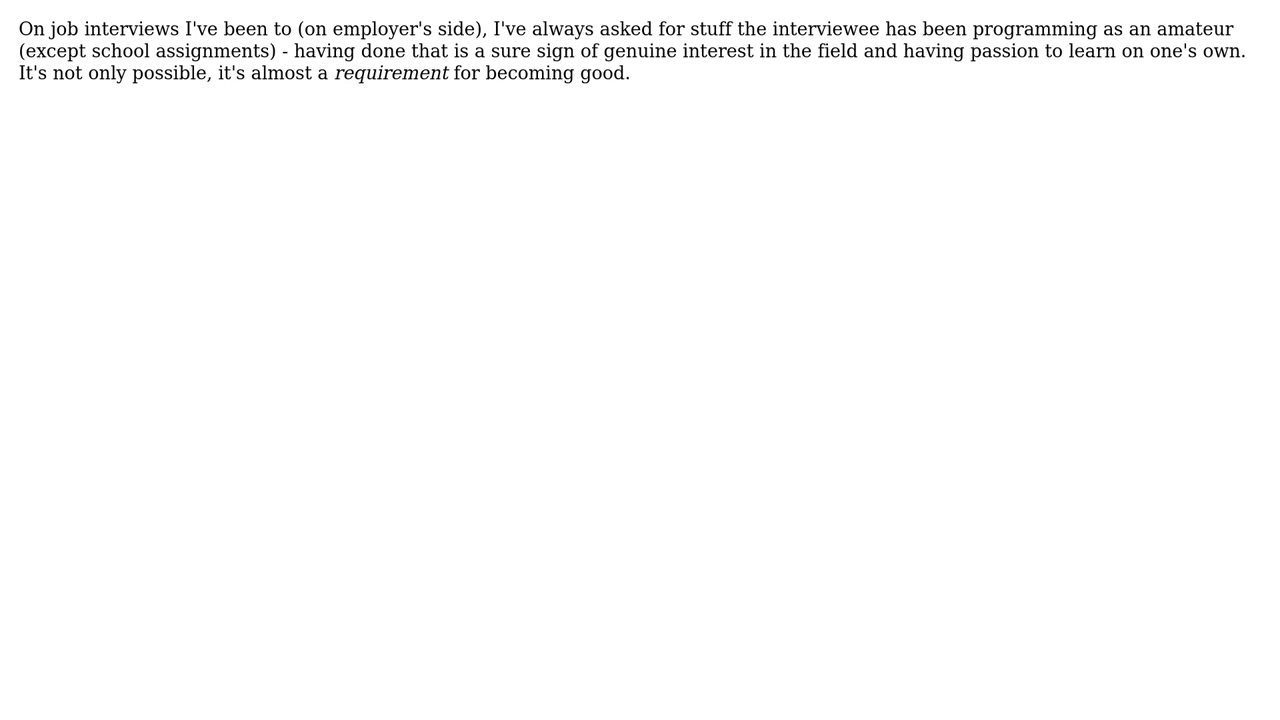 On job interviews I've been to (on employer's side), I've always asked for stuff the interviewee has been programming as an amateur
(except school assignments) - having done that is a sure sign of genuine interest in the field and having passion to learn on one's own.
It's not only possible, it's almost a requirement for becoming good.